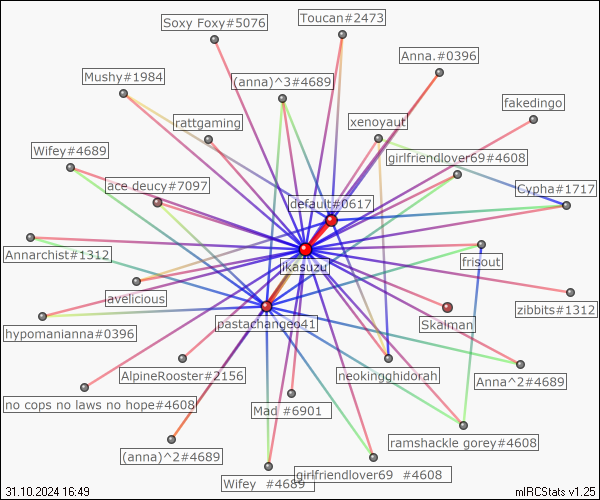 Soxy Foxy#5076
Toucan#2473
Anna.#0396
Mushy#1984
(anna)^3#4689
fakedingo
rattgaming
xenoyaut
Wifey#4689
girlfriendlover69#4608
ace deucy#7097
Cypha#1717
default#0617
Annarchist#1312
jkasuzu
frisout
avelicious
zibbits#1312
hypomanianna#0396
pastachangeo41
Skalman
AlpineRooster#2156
neokingghidorah
Anna^2#4689
no cops no laws no hope#4608
Mad #6901
(anna)^2#4689
ramshackle gorey#4608
Wifey #4689
girlfriendlover69 #4608
31.10.2024 16:49
mIRCStats v1.25